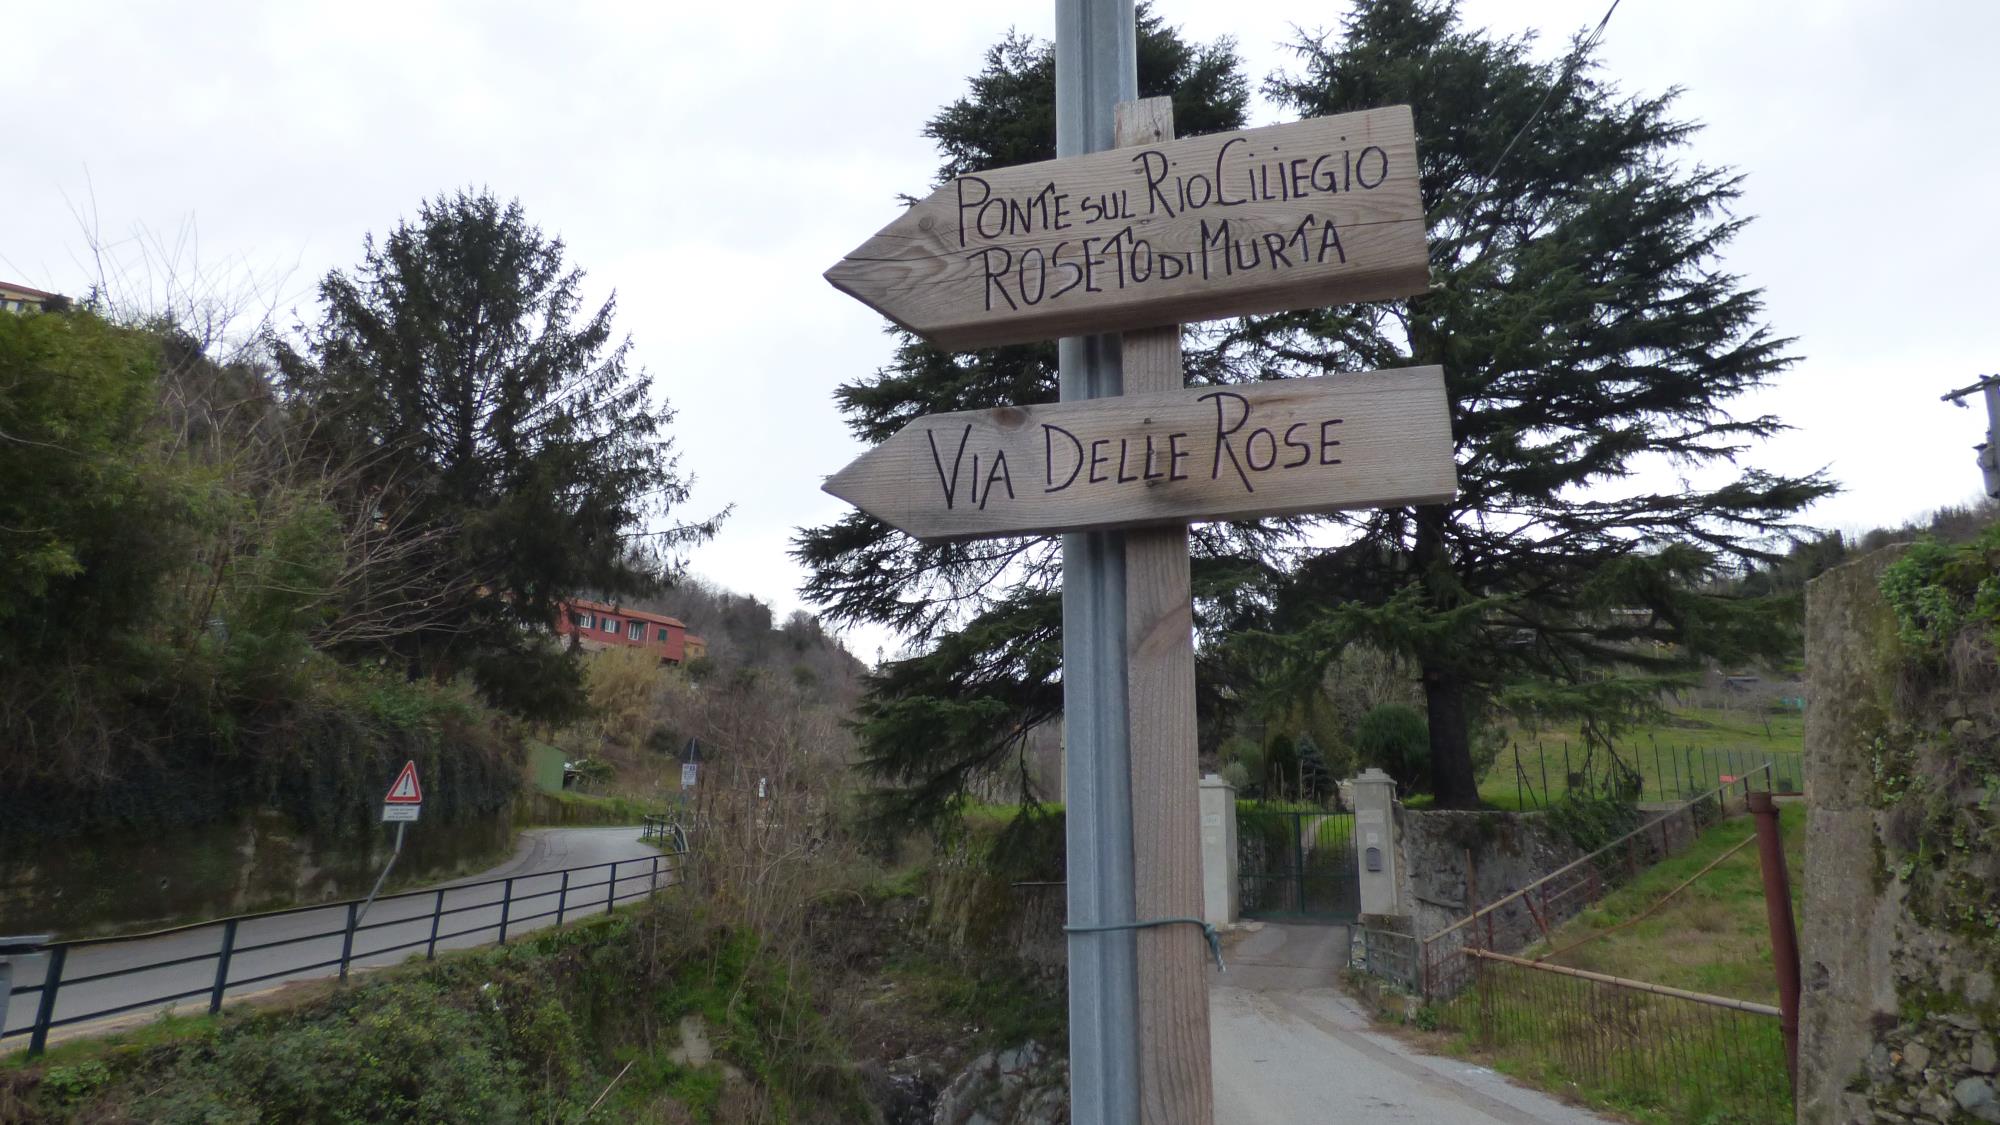 PONTE SUL RIO CILIEGIO
ROSETO DI MURTA
VIA DELLE ROSE